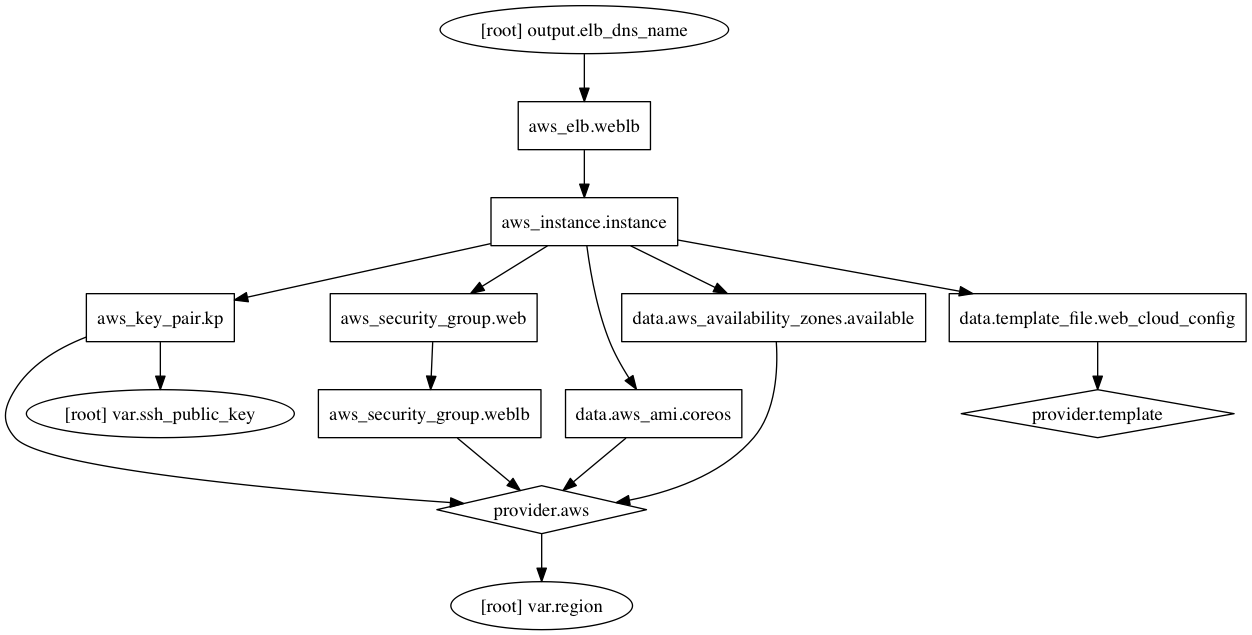 [root] output.elb_dns_name
aws_elb.weblb
aws_instance.instance
aws_key_pair.kp
aws_security_group.web
data.aws_availability_zones.available
data.template_file.web_cloud_config
[root] var.ssh_public_key
aws_security_group.weblb
data.aws_ami.coreos
provider.template
provider.aws
[root] var.region